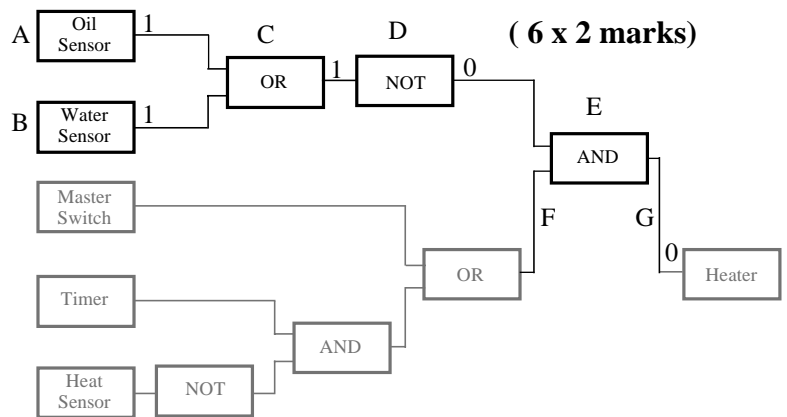 A
Oil
Sensor
1
C
D
( 6 x 2 marks)
OR
1
NOT
0
B
Water
Sensor
1
E
AND
Master
Switch
F
G
0
OR
Heater
Timer
AND
Heat
Sensor
NOT